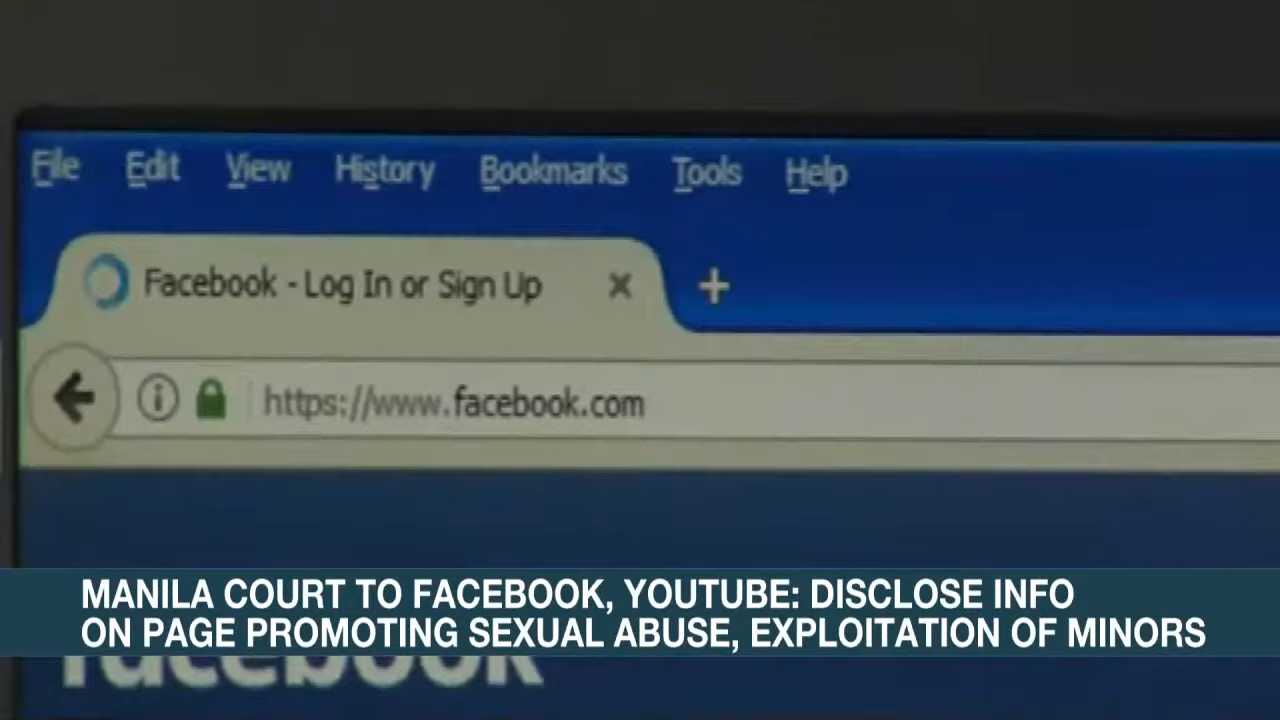 File Edit View History Bookmarks Tools Help
Facebook - Log In or Sign Up
https://www.facebook.com
MANILA COURT TO FACEBOOK, YOUTUBE: DISCLOSE INFO
ON PAGE PROMOTING SEXUAL ABUSE, EXPLOITATION OF MINORS
facebook